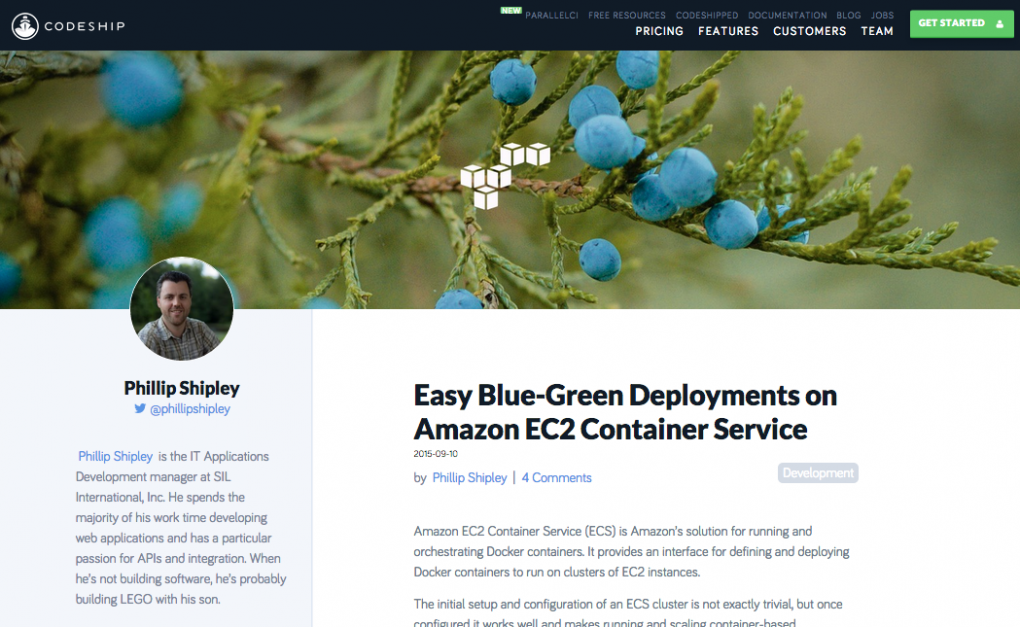 CODESHIP
NEW PARALLELCI FREE RESOURCES CODESHIPPED DOCUMENTATION BLOG JOBS
PRICING FEATURES CUSTOMERS TEAM
GET STARTED
Phillip Shipley
@phillipshipley
Phillip Shipley is the IT Applications
Development manager at SIL
International, Inc. He spends the
majority of his work time developing
web applications and has a particular
passion for APIs and integration. When
he's not building software, he's probably
building LEGO with his son.
Easy Blue-Green Deployments on
Amazon EC2 Container Service
2015-09-10
by Phillip Shipley | 4 Comments
Development
Amazon EC2 Container Service (ECS) is Amazon's solution for running and
orchestrating Docker containers. It provides an interface for defining and deploying
Docker containers to run on clusters of EC2 instances.
The initial setup and configuration of an ECS cluster is not exactly trivial, but once
configured it works well and makes running and scaling container-based